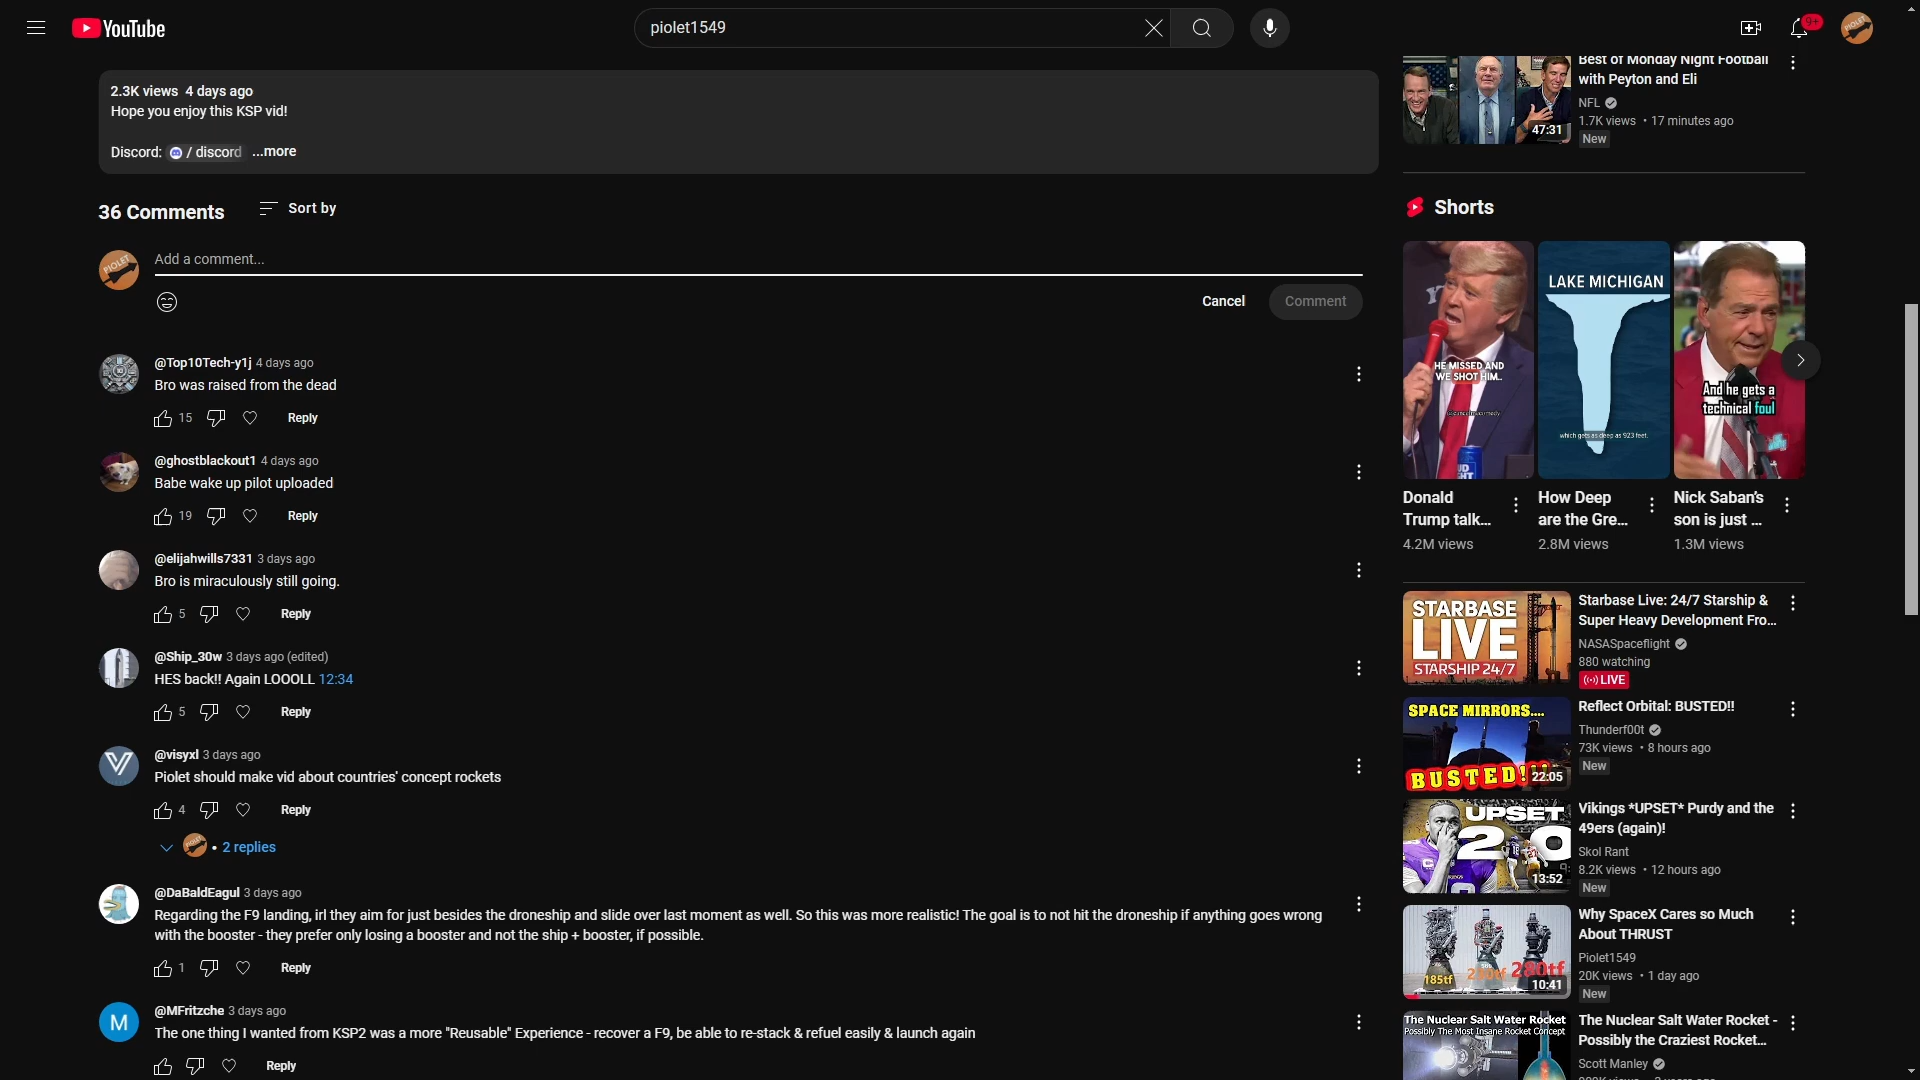 YouTube
piolet1549
9+
2.3K views 4 days ago
Hope you enjoy this KSP vid!
Discord: / discord ...more
36 Comments
Sort by
PIOLET
Add a comment...
Cancel
Comment
@Top10Tech-y1j 4 days ago
Bro was raised from the dead
15
Reply
@ghostblackout1 4 days ago
Babe wake up pilot uploaded
19
Reply
@elijahwills7331 3 days ago
Bro is miraculously still going.
5
Reply
@Ship_30w 3 days ago (edited)
HES back!! Again LOOOLL 12:34
5
Reply
@visyxl 3 days ago
Piolet should make vid about countries' concept rockets
4
Reply
• 2 replies
@DaBaldEagul 3 days ago
Regarding the F9 landing, irl they aim for just besides the droneship and slide over last moment as well. So this was more realistic! The goal is to not hit the droneship if anything goes wrong
with the booster - they prefer only losing a booster and not the ship + booster, if possible.
1
Reply
M
@MFritzche 3 days ago
The one thing I wanted from KSP2 was a more "Reusable" Experience - recover a F9, be able to re-stack & refuel easily & launch again
Reply
47:31
Best of Monday Night Football
with Peyton and Eli
NFL
1.7K views • 17 minutes ago
New
Shorts
HE MISSED AND
WE SHOT HIM..
LAKE MICHIGAN
which gets as deep as 923 feet.
And he gets a
technical foul
Donald
Trump talk...
4.2M views
How Deep
are the Gre...
2.8M views
Nick Saban's
son is just ...
1.3M views
STARBASE
LIVE
STARSHIP 24/7
Starbase Live: 24/7 Starship &
Super Heavy Development Fro...
NASASpaceflight
880 watching
LIVE
SPACE MIRRORS....
BUSTED!!
22:05
Reflect Orbital: BUSTED!!
Thunderf00t
73K views • 8 hours ago
New
UPSET
2 0
13:52
Vikings *UPSET* Purdy and the
49ers (again)!
Skol Rant
8.2K views • 12 hours ago
New
185tf
280tf
10:41
Why SpaceX Cares so Much
About THRUST
Piolet1549
20K views • 1 day ago
New
The Nuclear Salt Water Rocket
Possibly The Most Insane Rocket Concept
The Nuclear Salt Water Rocket -
Possibly the Craziest Rocket...
Scott Manley